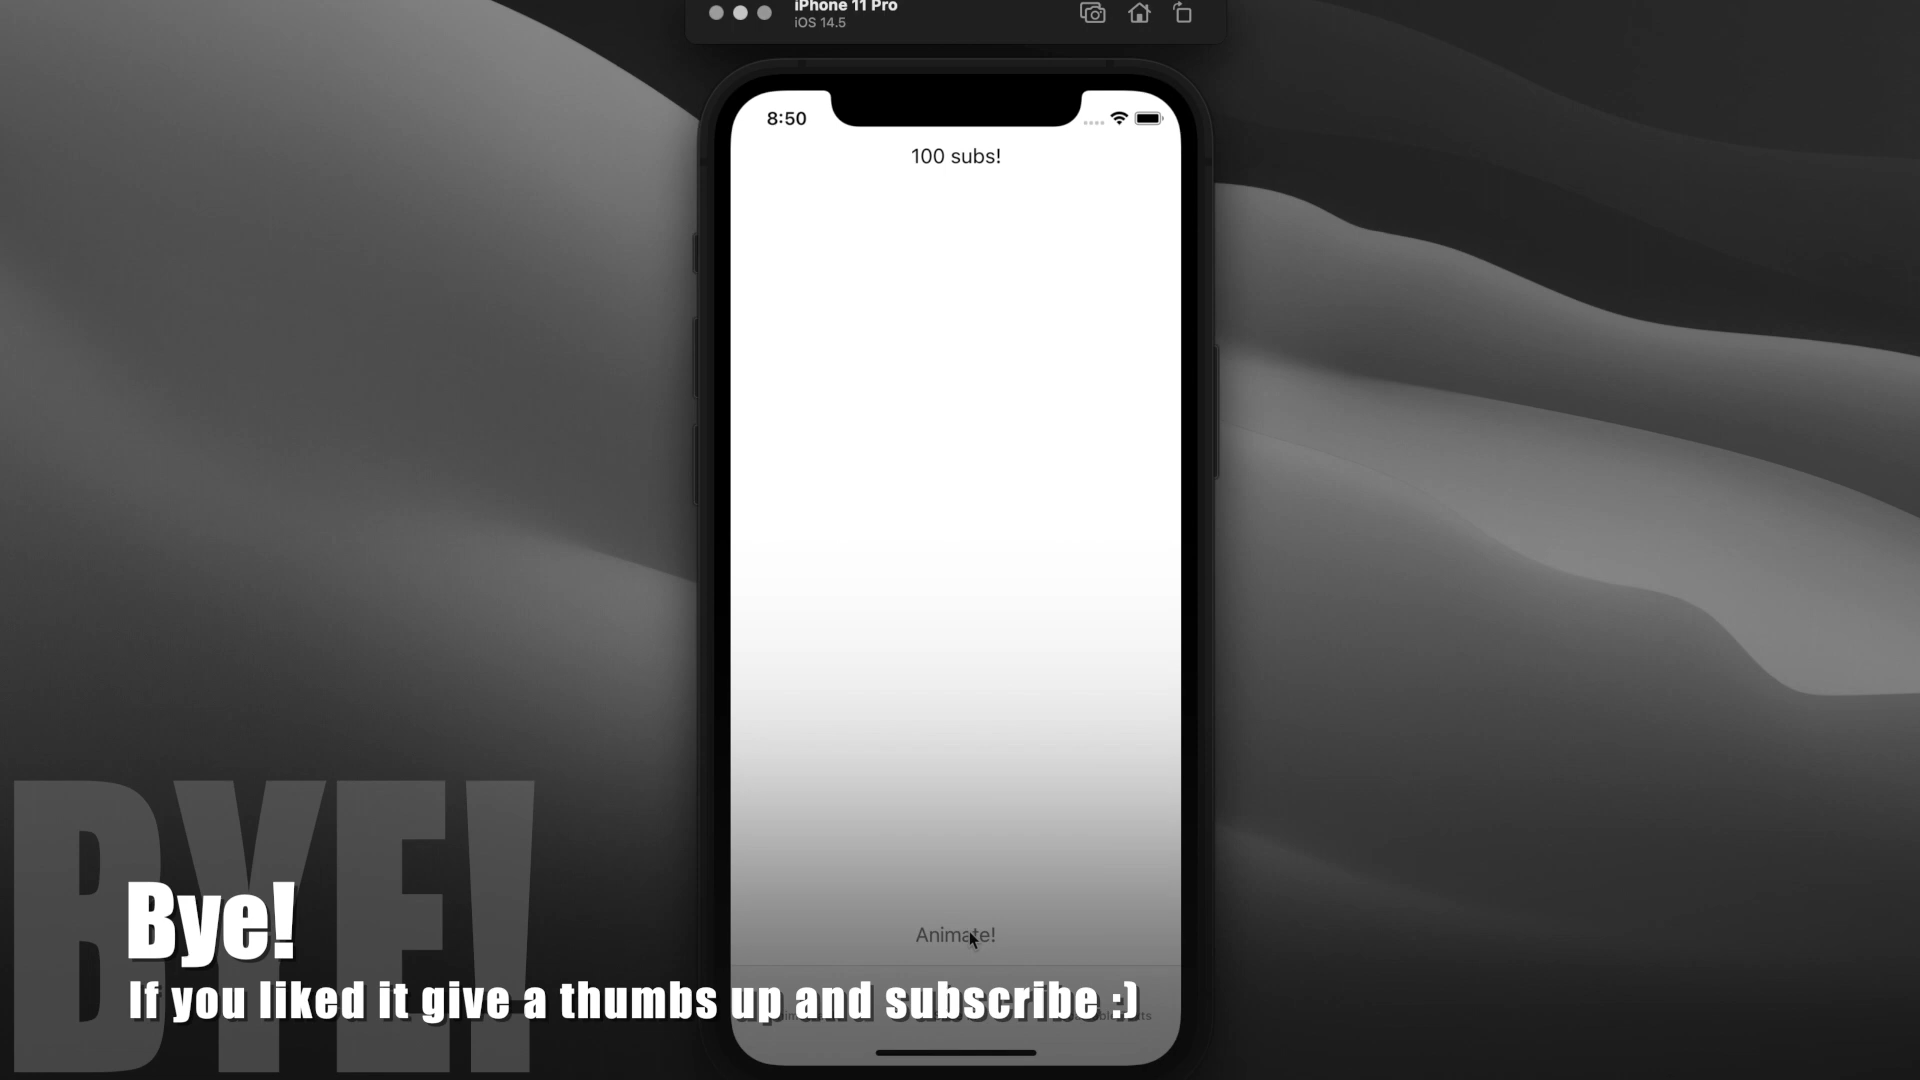 iPhone 11 Pro
iOS 14.5
8:50
100 subs!
Animate!
BYE!
Bye!
If you liked it give a thumbs up and subscribe :)